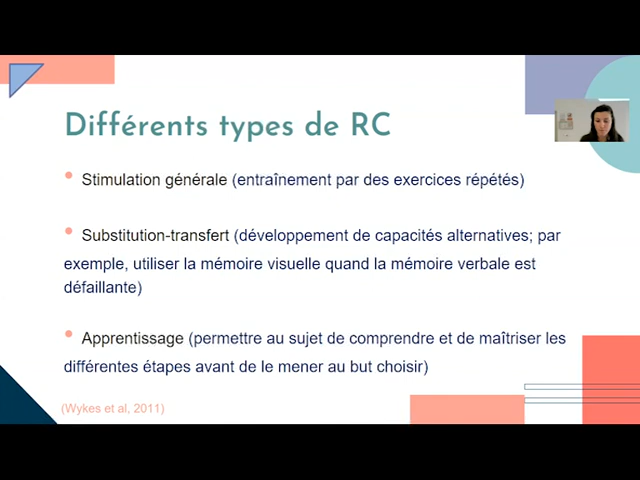 Différents types de RC
• Stimulation générale (entraînement par des exercices répétés)
• Substitution-transfert (développement de capacités alternatives; par
exemple, utiliser la mémoire visuelle quand la mémoire verbale est
défaillante)
• Apprentissage (permettre au sujet de comprendre et de maîtriser les
différentes étapes avant de le mener au but choisir)
(Wykes et al, 2011)